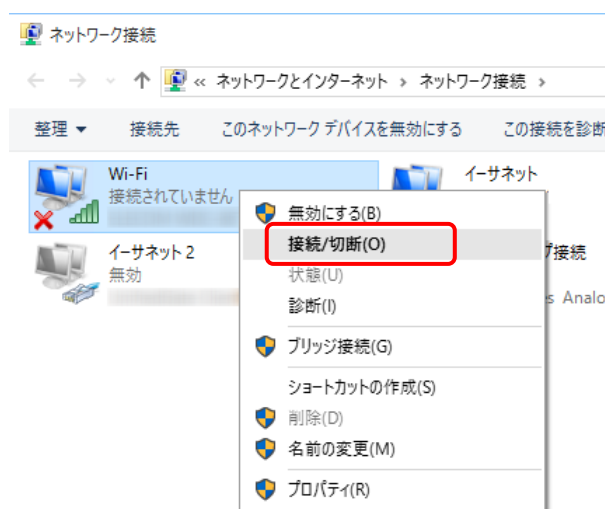 ネットワーク接続
« ネットワークとインターネット › ネットワーク接続 ›
整理 ▼ 接続先 このネットワーク デバイスを無効にする この接続を診断
Wi-Fi
接続されていません
イーサネット
イーサネット 2
無効
プ接続
s Analo
無効にする(B)
接続/切断(O)
状態(U)
診断(I)
ブリッジ接続(G)
ショートカットの作成(S)
削除(D)
名前の変更(M)
プロパティ(R)